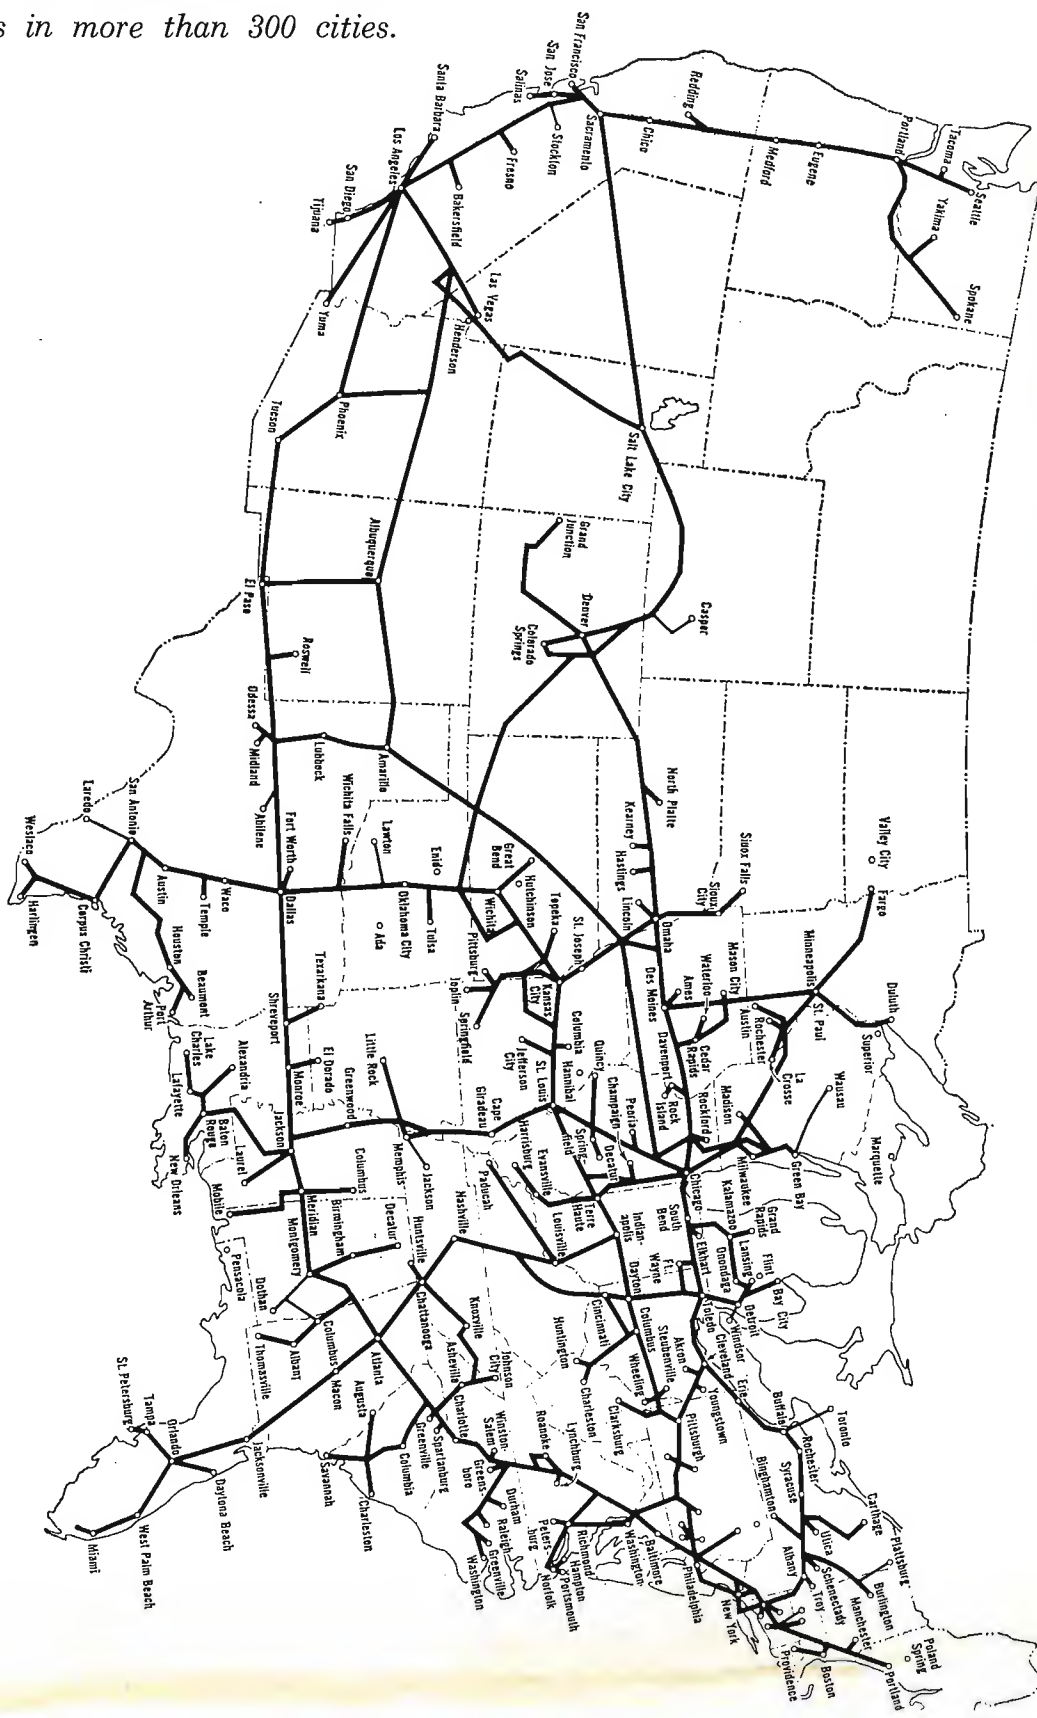 s in more than 300 cities.
San Francisco
San Jose
Salinas
Santa Barbara
Los Angeles
San Diego
Tijuana
Redding
Chico
Sacramento
Stockton
Fresno
Bakersfield
Yuma
Portland
Tacoma
Seattle
Yakima
Spokane
Eugene
Medford
Las Vegas
Henderson
Phoenix
Tucson
Salt Lake City
Grand
Junction
Denver
Colorado
Springs
Casper
Albuquerque
El Paso
Roswell
Odessa
Midland
Lubbock
Amarillo
Abilene
Wichita Falls
Lawton
Fort Worth
Dallas
Enid
Great
Bend
Hutchinson
Wichita
Oklahoma City
Tulsa
Ada
North Platte
Kearney
Hastings
Lincoln
Omaha
Sioux
City
Sioux Falls
Valley City
Fargo
Laredo
San Antonio
Weslaco
Harlingen
Corpus Christi
Austin
Temple
Waco
Houston
Beaumont
Port
Arthur
Texarkana
Shreveport
Topeka
St. Joseph
Kansas
City
Pittsburg
Joplin
Springfield
Columbia
Jefferson
City
Hannibal
Quincy
St. Louis
Des Moines
Ames
Waterloo
Mason City
Cedar
Rapids
Davenport
Rock
Island
Minneapolis
St. Paul
Duluth
Superior
Austin
Rochester
La
Crosse
Wausau
Madison
Rockford
Marquette
Green Bay
Milwaukee
Chicago
Peoria
Champaign
Spring-
field
Decatur
Lake
Charles
Lafayette
Alexandria
Baton
Rouge
New Orleans
Monroe
El Dorado
Little Rock
Greenwood
Jackson
Laurel
Mobile
Meridian
Columbus
Memphis
Jackson
Cape
Girardeau
Paducah
Harrisburg
Evansville
Terre
Haute
Louisville
Nashville
Huntsville
Decatur
Birmingham
Montgomery
Pensacola
Dothan
Columbus
Albany
Thomasville
Macon
Atlanta
Chattanooga
Knoxville
Johnson
City
Asheville
Augusta
Indian-
apolis
South
Bend
Elkhart
Ft.
Wayne
Kalamazoo
Grand
Rapids
Lansing
Onondaga
Flint
Bay City
Detroit
Windsor
Toledo
Dayton
Cincinnati
Columbus
Huntington
Charleston
Cleveland
Akron
Steubenville
Wheeling
Clarksburg
Youngstown
Pittsburgh
Erie
Buffalo
Toronto
Rochester
Syracuse
Binghamton
Carthage
Utica
Albany
Schenectady
Troy
Plattsburg
Burlington
Manchester
Poland
Spring
Portland
Boston
Providence
New York
Philadelphia
Baltimore
Washington
Richmond
Peters-
burg
Hampton
Portsmouth
Norfolk
Lynchburg
Roanoke
Winston-
Salem
Greens-
boro
Durham
Raleigh
Greenville
Washington
Charlotte
Spartanburg
Greenville
Columbia
Charleston
Savannah
Jacksonville
Daytona Beach
Orlando
Tampa
St. Petersburg
West Palm Beach
Miami